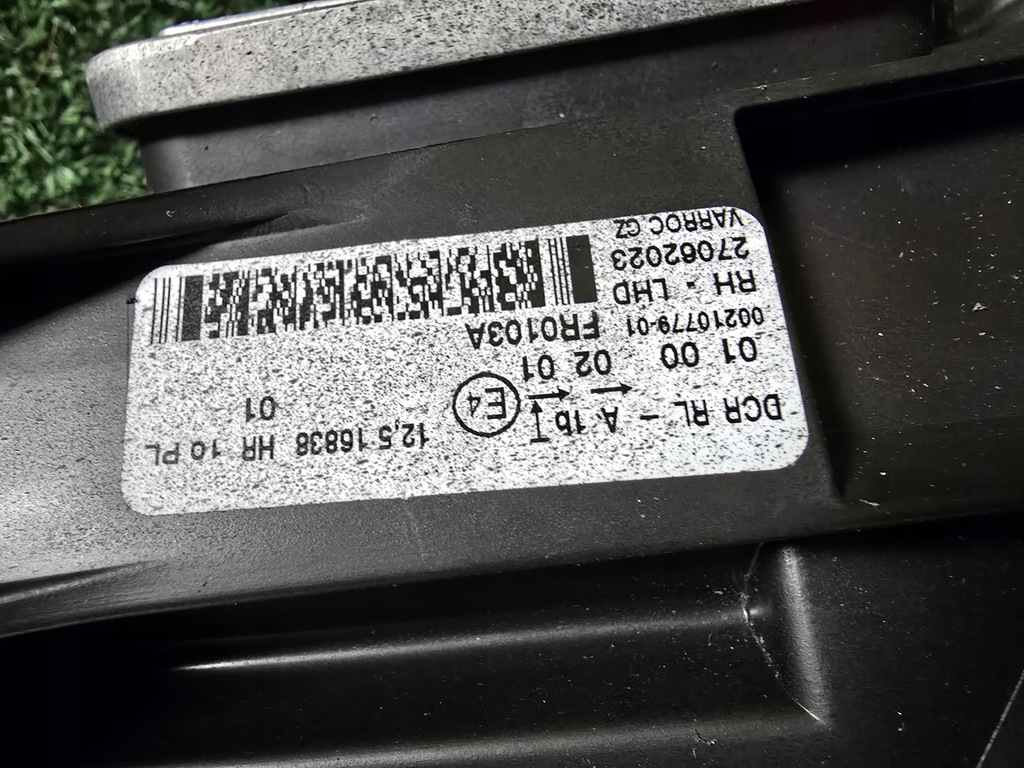 DCR RL - A 1b E4 12,5 16838 HR 10 PL
01 00 02 01 01
00210779-01 FR0103A
RH - LHD
27062023
VARROC.CZ